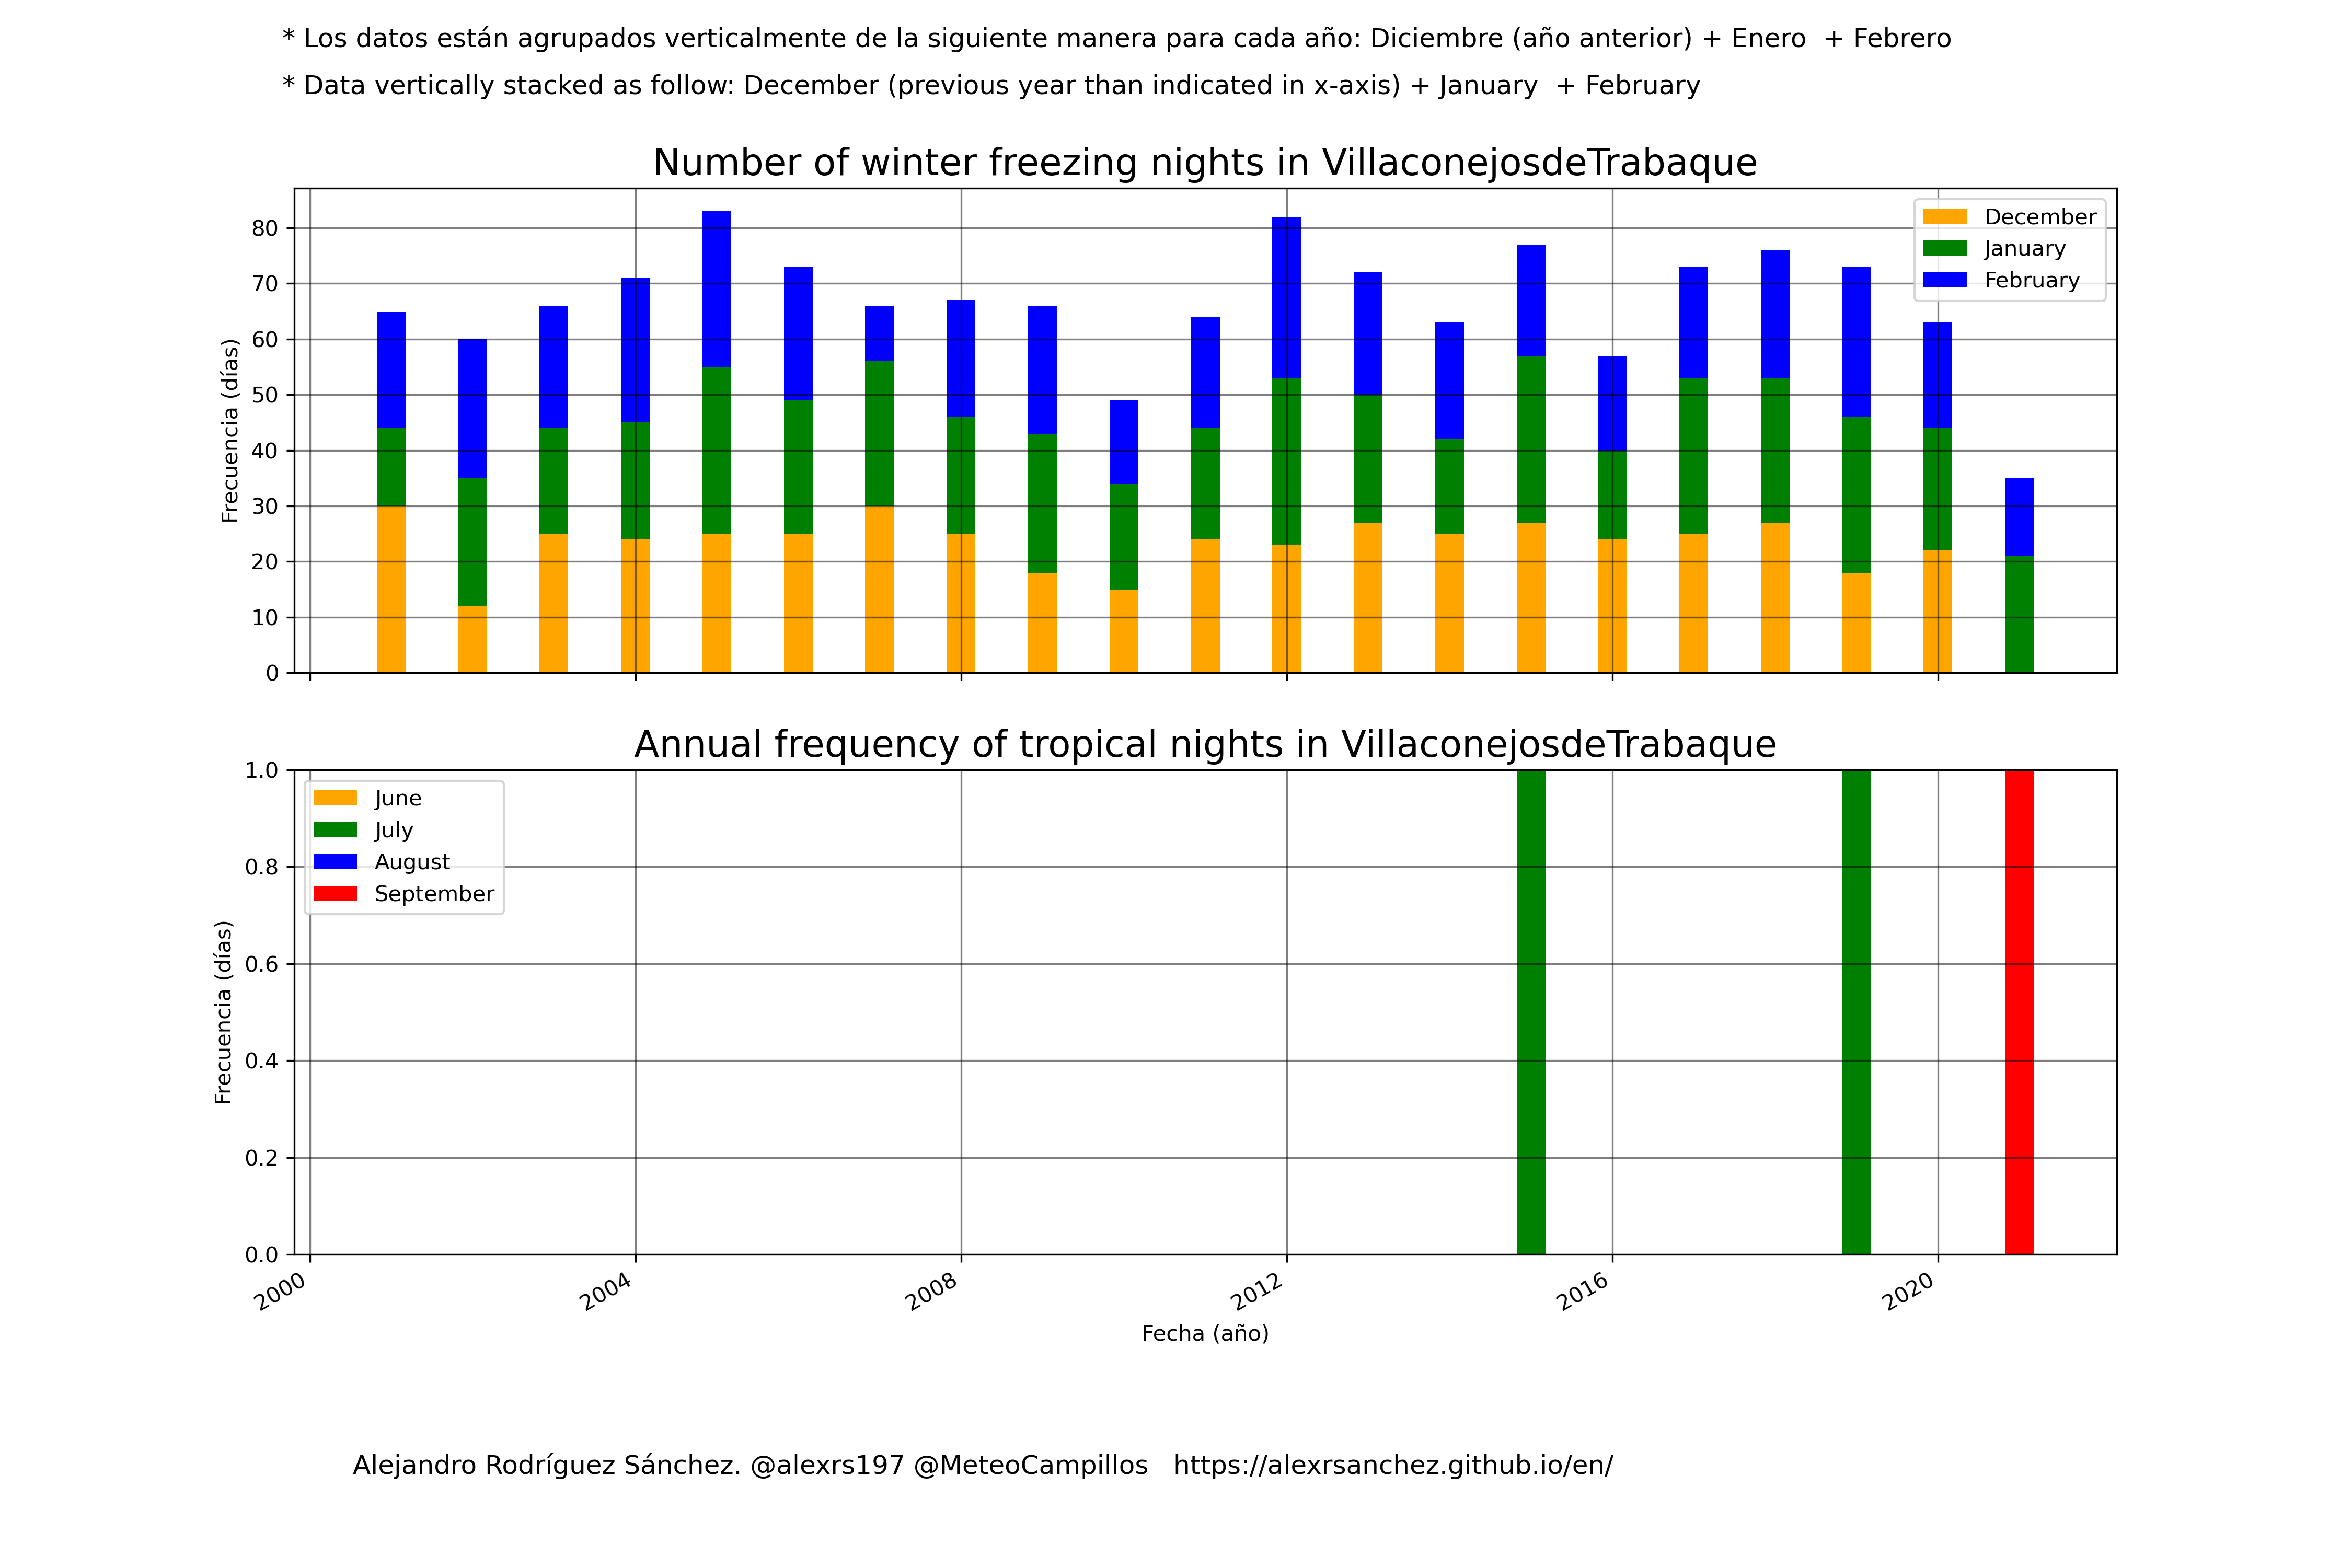 * Los datos están agrupados verticalmente de la siguiente manera para cada año: Diciembre (año anterior) + Enero  + Febrero
* Data vertically stacked as follow: December (previous year than indicated in x-axis) + January  + February
Number of winter freezing nights in VillaconejosdeTrabaque
Frecuencia (días)
80
70
60
50
40
30
20
10
0
December
January
February
Annual frequency of tropical nights in VillaconejosdeTrabaque
Frecuencia (días)
1.0
0.8
0.6
0.4
0.2
0.0
June
July
August
September
2000 2004 2008 2012 2016 2020
Fecha (año)
Alejandro Rodríguez Sánchez. @alexrs197 @MeteoCampillos   https://alexrsanchez.github.io/en/